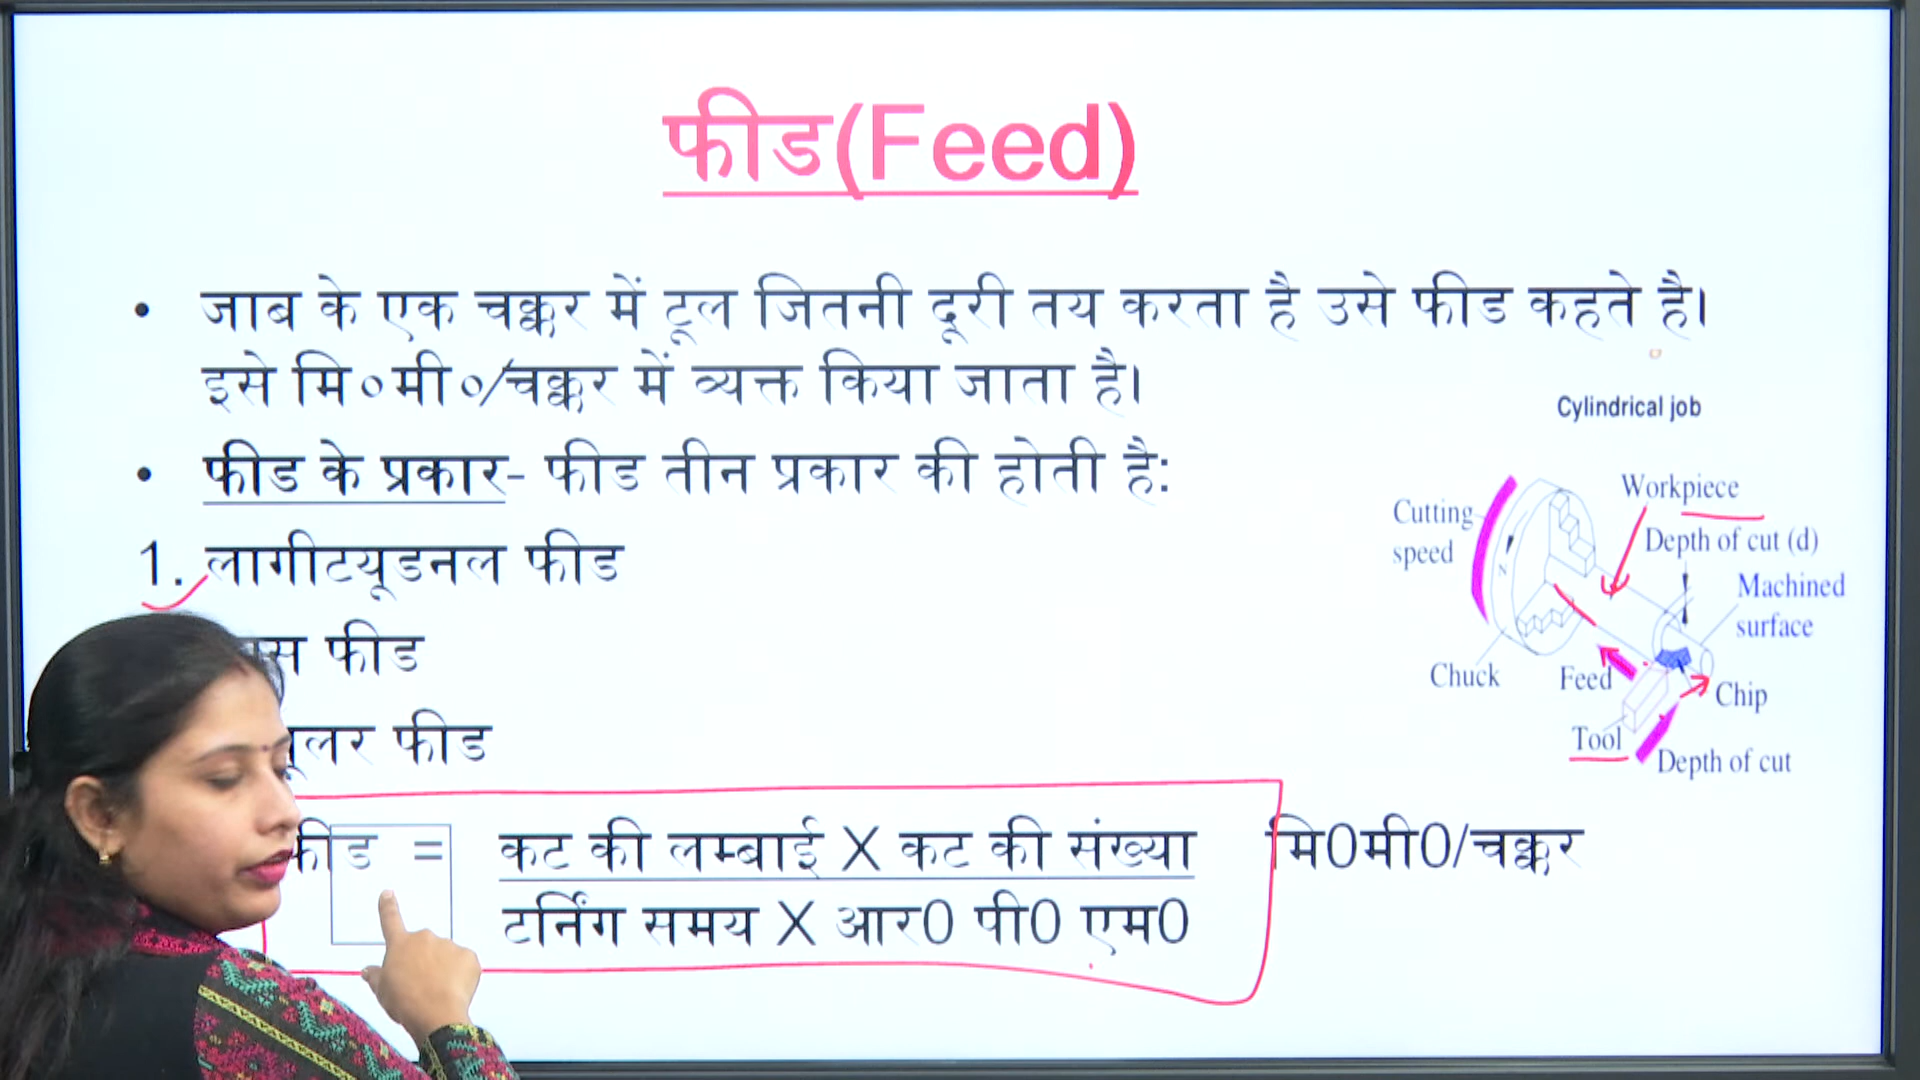 फीड(Feed)
• जाब के एक चक्कर में टूल जितनी दूरी तय करता है उसे फीड कहते है।
इसे मि०मी०/चक्कर में व्यक्त किया जाता है।
• फीड के प्रकार- फीड तीन प्रकार की होती है:
1. लागीटयूडनल फीड
फीड
फीड
फीड = कट की लम्बाई X कट की संख्या मि0मी0/चक्कर
टर्निंग समय X आर0 पी0 एम0
Cylindrical job
Workpiece
Cutting speed
Depth of cut (d)
Machined surface
Chuck
Feed
Chip
Tool
Depth of cut